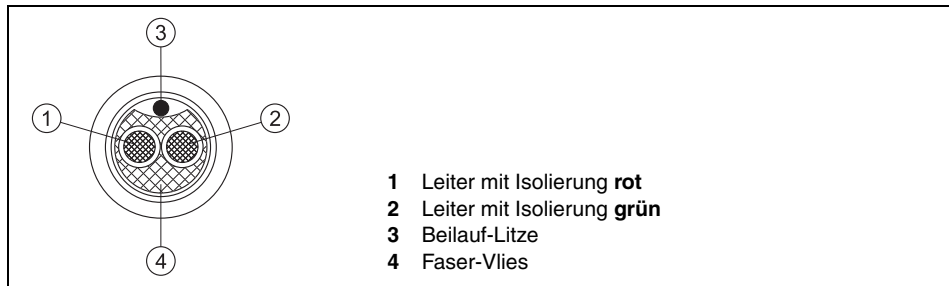 3
1
2
4
1 Leiter mit Isolierung rot
2 Leiter mit Isolierung grün
3 Beilauf-Litze
4 Faser-Vlies